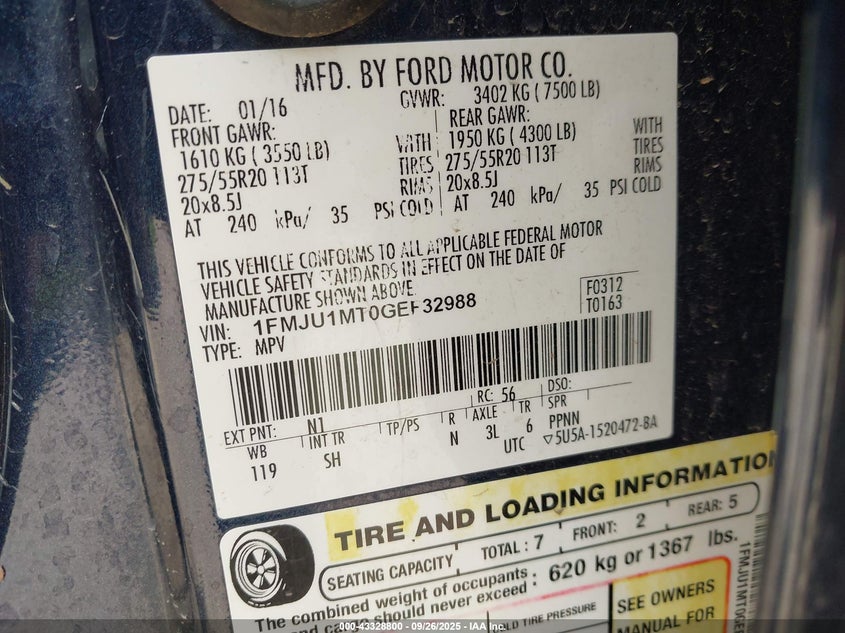 MFD. BY FORD MOTOR CO.
DATE: 01/16 GVWR: 3402 KG ( 7500 LB)
FRONT GAWR: REAR GAWR:
1610 KG ( 3550 LB) WITH 1950 KG ( 4300 LB) WITH
275/55R20 113T TIRES 275/55R20 113T TIRES
20x8.5J RIMS 20x8.5J RIMS
AT 240 kPa/ 35 PSI COLD AT 240 kPa/ 35 PSI COLD
THIS VEHICLE CONFORMS TO ALL APPLICABLE FEDERAL MOTOR
VEHICLE SAFETY STANDARDS IN EFFECT ON THE DATE OF
MANUFACTURE SHOWN ABOVE.
VIN: 1FMJU1MT0GEF32988 F0312
TYPE: MPV T0163
EXT PNT: N1 RC: 56 DSO:
WB INT TR TP/PS R AXLE TR SPR
119 SH N 3L 6 PPNN
UTC ▽5U5A-1520472-BA
TIRE AND LOADING INFORMATION
SEATING CAPACITY TOTAL : 7 FRONT: 2 REAR: 5
The combined weight of occupants : 620 kg or 1367 lbs.
and should never exceed
COLD TIRE PRESSURE SEE OWNERS
MANUAL FOR
000-43328800 - 09/26/2025 - IAA Inc.